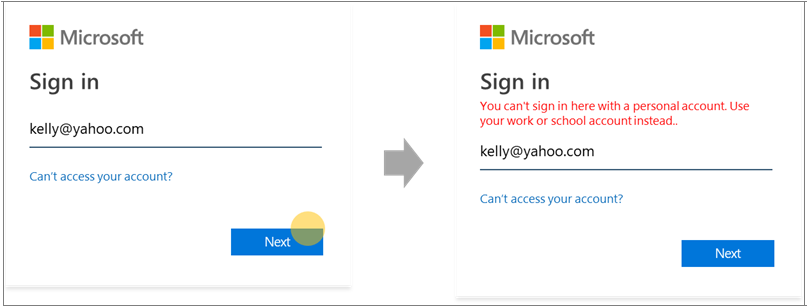 Microsoft
Sign in
kelly@yahoo.com
Can't access your account?
Next
Microsoft
Sign in
You can't sign in here with a personal account. Use
your work or school account instead..
kelly@yahoo.com
Can't access your account?
Next